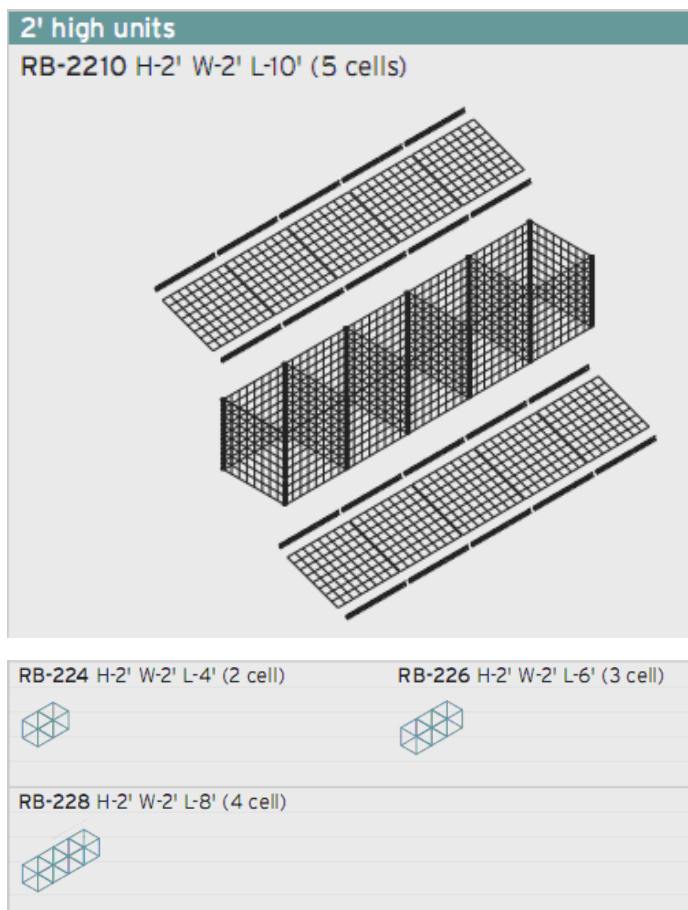 2' high units
RB-2210 H-2' W-2' L-10' (5 cells)
RB-224 H-2' W-2' L-4' (2 cell)
RB-226 H-2' W-2' L-6' (3 cell)
RB-228 H-2' W-2' L-8' (4 cell)